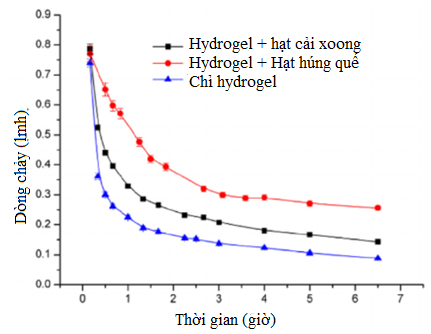 0.9
0.8
0.7
0.6
0.5
0.4
0.3
0.2
0.1
0.0
Dòng chảy (lmh)
Hydrogel + hạt cải xoong
Hydrogel + Hạt húng quế
Chỉ hydrogel
0 1 2 3 4 5 6 7
Thời gian (giờ)